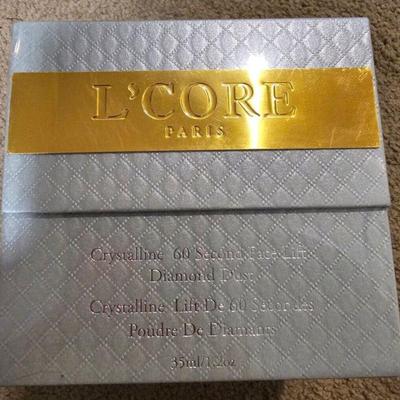 L'CORE
PARIS
Crystalline 60 Second Face Lift
Diamond Dust
Crystalline Lift De 60 Secondes
Poudre De Diamants
35ml/1.2oz